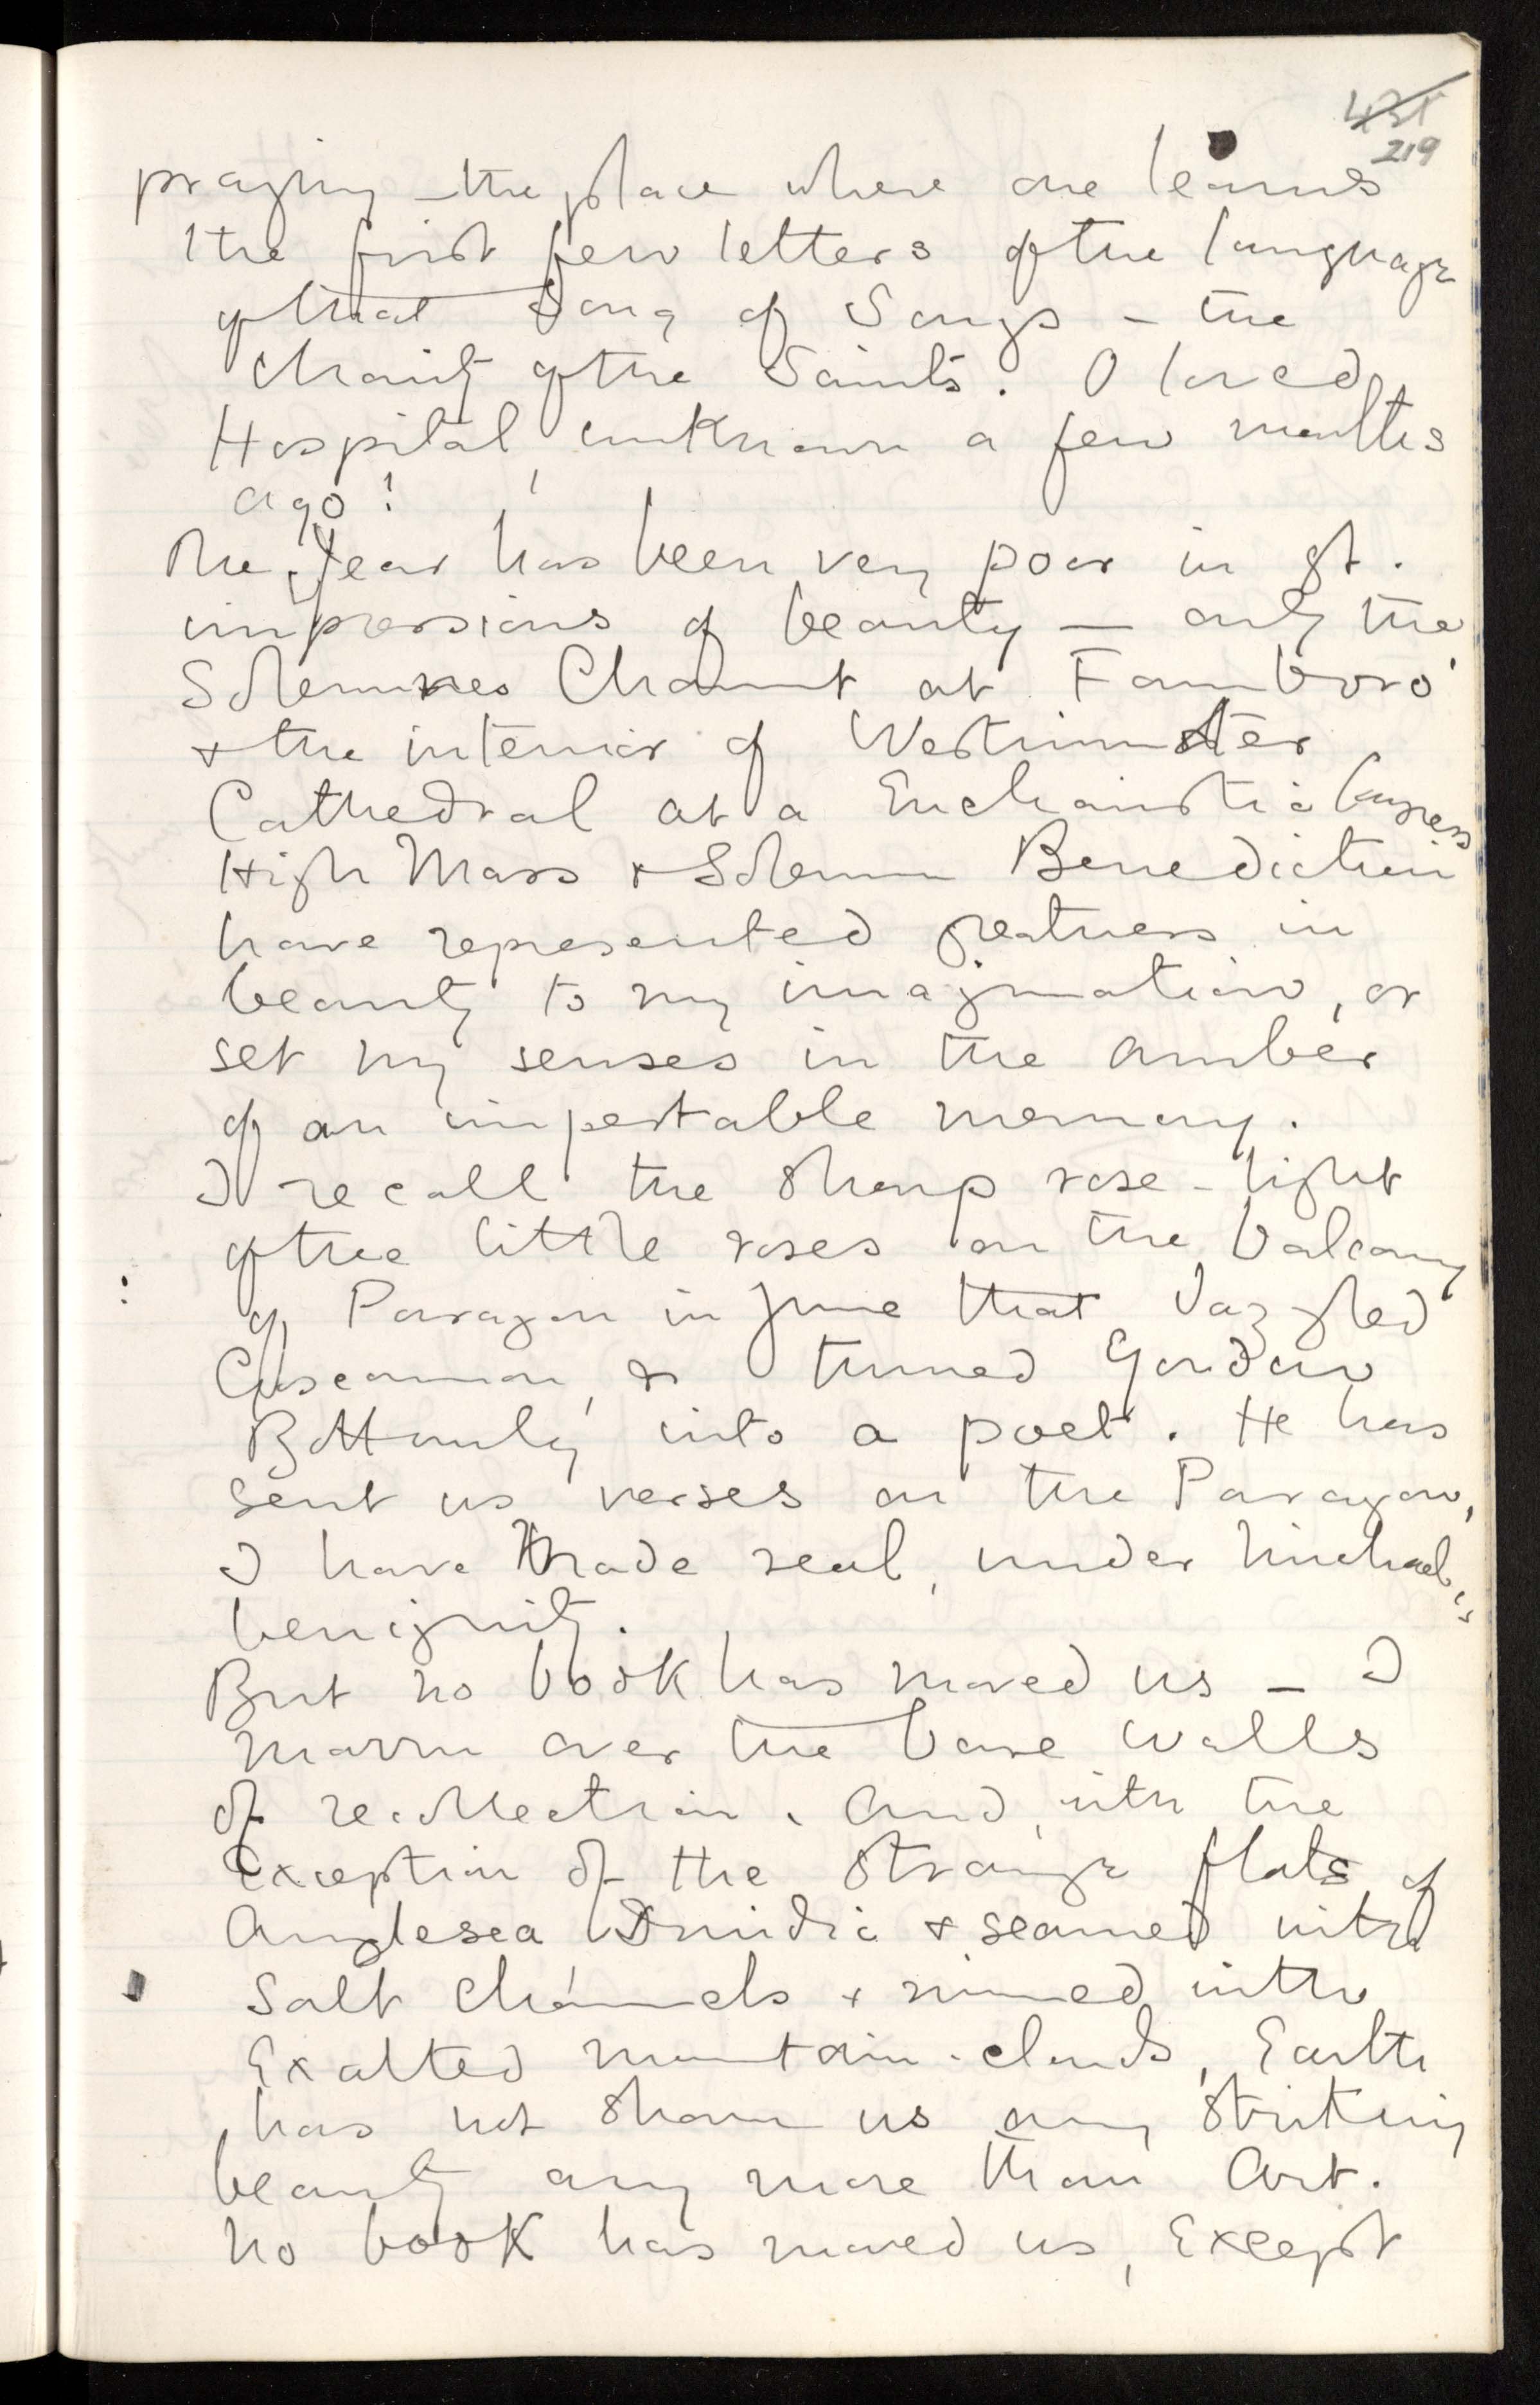 435
219
praying – the place where one learns
the first few letters of the language
of that Song of Songs – the
Charity of the Saints. O loved
Hospital, unknown a few months
ago!
The year has been very poor in gt.
impressions of beauty – only the
Solemnes Chaunt at Farnboro'
& the interior of Westminster
Cathedral at a Eucharistic Congress
High Mass & Solemn Benediction
have represented greatness in
beauty to my imagination, or
set my senses in the amber
of an imperishable memory.
I recall the sharp rose-light
of the little roses on the balcony
of Paragon in June that dazzled
, & turned Gordon
Bottomley into a poet. He has
sent us verses on the Paragon,
I have made real, under Michael's
benignity.
But no book has moved us – I
mourn over the bare walls
of recollection. And, with the
Exception of the strange flats of
Anglesea Druidic & seamed with
Salt channels & rimmed with
Exalted mountain-clouds, Earth
has not shown us any striking
beauty any more than Art.
No book has moved us, Except